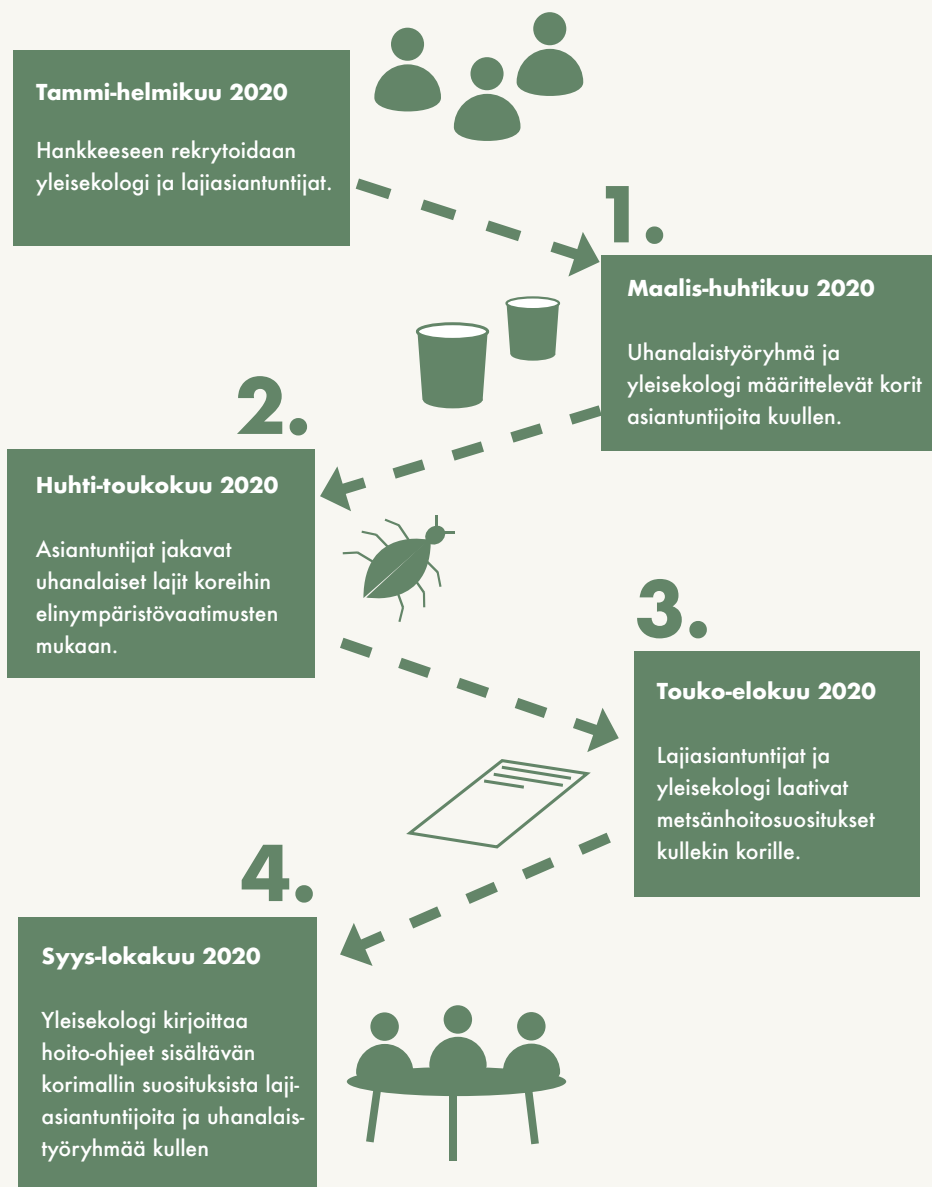 Tammi-helmikuu 2020
Hankkeeseen rekrytoidaan
yleisekologi ja lajiasiantuntijat.
1.
Maalis-huhtikuu 2020
Uhanalaistyöryhmä ja
yleisekologi määrittelevät korit
asiantuntijoita kuullen.
2.
Huhti-toukokuu 2020
Asiantuntijat jakavat
uhanalaiset lajit koreihin
elinympäristövaatimusten
mukaan.
3.
Touko-elokuu 2020
Lajiasiantuntijat ja
yleisekologi laativat
metsänhoitosuositukset
kullekin korille.
4.
Syys-lokakuu 2020
Yleisekologi kirjoittaa
hoito-ohjeet sisältävän
korimallin suosituksista laji-
asiantuntijoita ja uhanalais-
työryhmää kullen